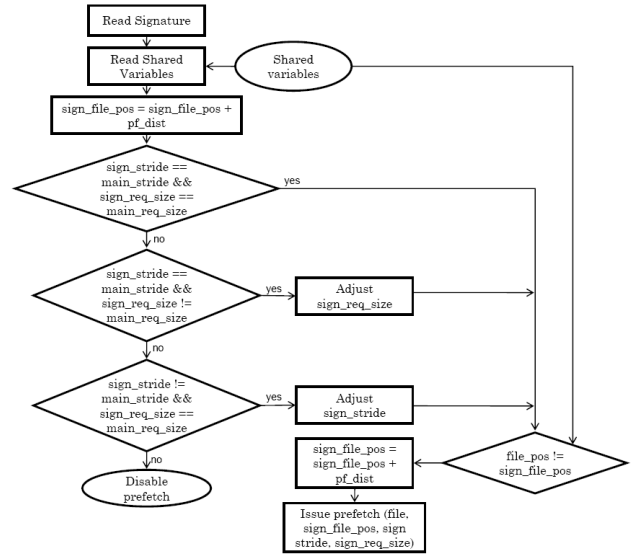 Read Signature
Read Shared
Variables
Shared
variables
sign_file_pos = sign_file_pos +
pf_dist
sign_stride ==
main_stride &&
sign_req_size ==
main_req_size
yes
no
sign_stride ==
main_stride &&
sign_req_size !=
main_req_size
yes
Adjust
sign_req_size
no
sign_stride !=
main_stride &&
sign_req_size ==
main_req_size
yes
Adjust
sign_stride
no
Disable
prefetch
file_pos !=
sign_file_pos
sign_file_pos =
sign_file_pos +
pf_dist
Issue prefetch (file,
sign_file_pos, sign
stride, sign_req_size)